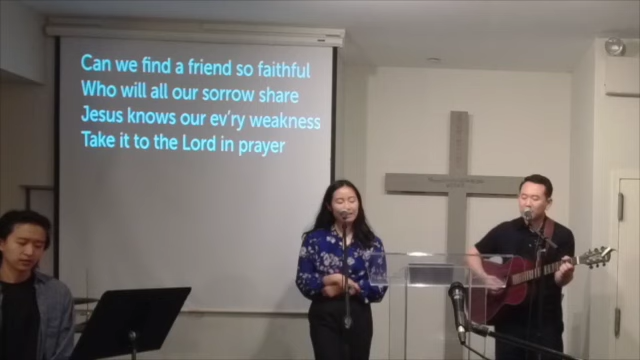 Can we find a friend so faithful
Who will all our sorrow share
Jesus knows our ev'ry weakness
Take it to the Lord in prayer